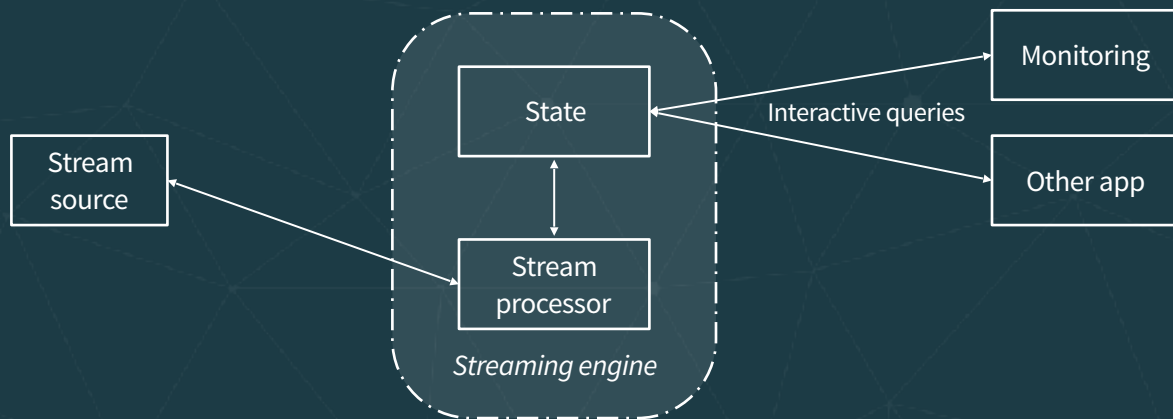 Stream
source
State
Stream
processor
Streaming engine
Interactive queries
Monitoring
Other app